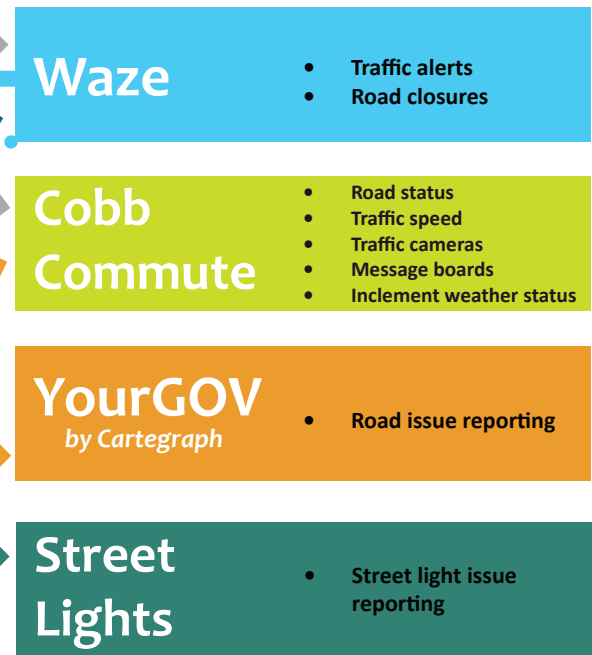 Waze
• Traffic alerts
• Road closures
Cobb
Commute
• Road status
• Traffic speed
• Traffic cameras
• Message boards
• Inclement weather status
YourGOV
by Cartegraph
• Road issue reporting
Street
Lights
• Street light issue
reporting